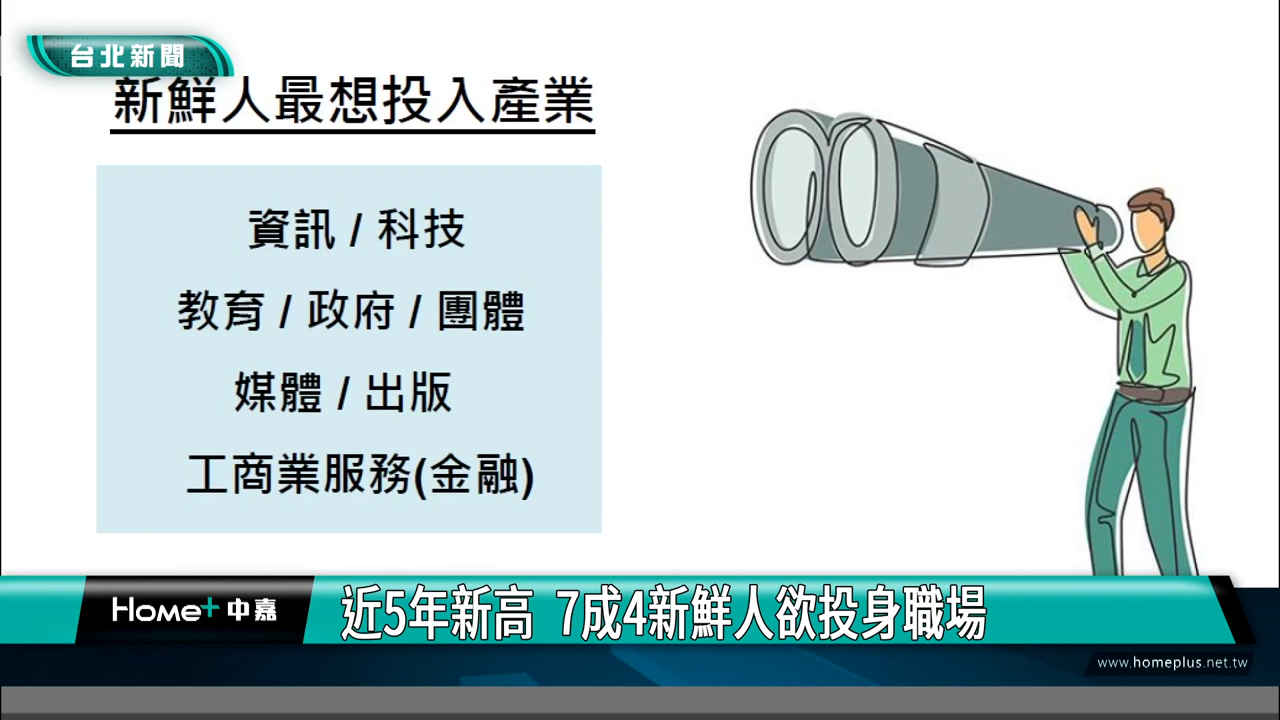 台北新聞
新鮮人最想投入產業
資訊 / 科技
教育 / 政府 / 團體
媒體 / 出版
工商業服務(金融)
Home+中嘉
近5年新高 7成4新鮮人欲投身職場
www.homeplus.net.tw